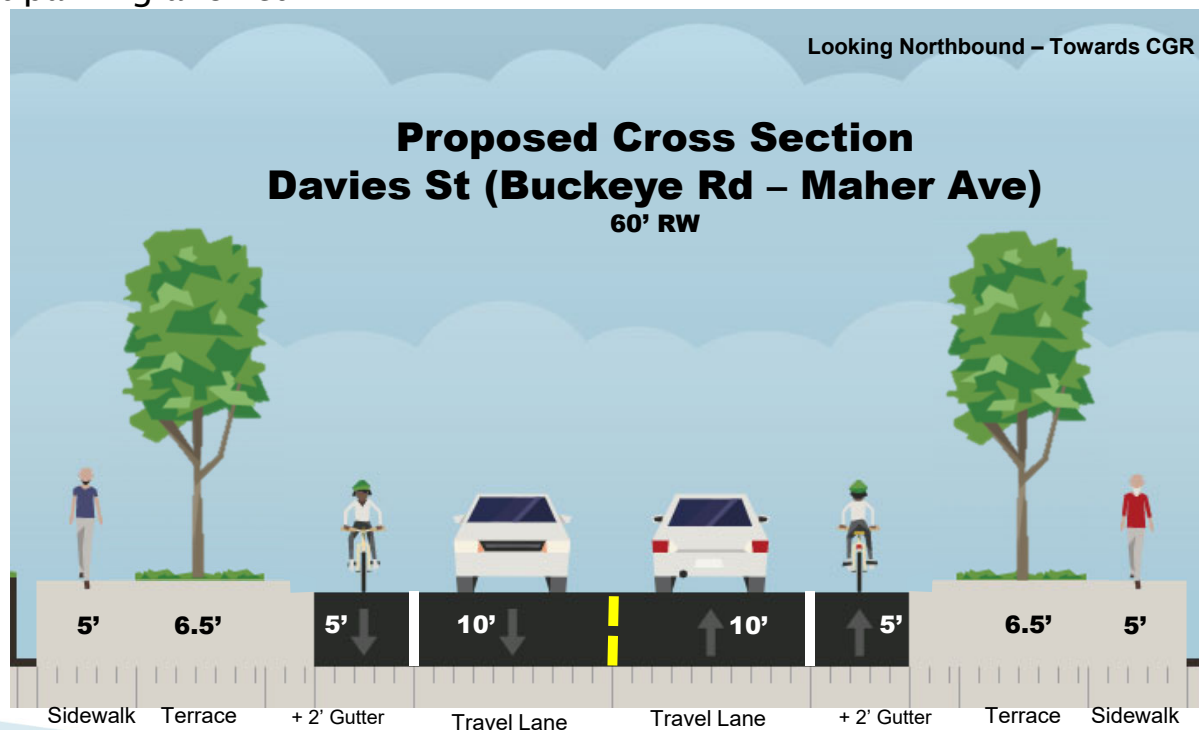 Looking Northbound – Towards CGR
Proposed Cross Section
Davies St (Buckeye Rd – Maher Ave)
60’ RW
5’ 6.5’ 5’ 10’ 10’ 5’ 6.5’ 5’
Sidewalk Terrace + 2’ Gutter Travel Lane Travel Lane + 2’ Gutter Terrace Sidewalk